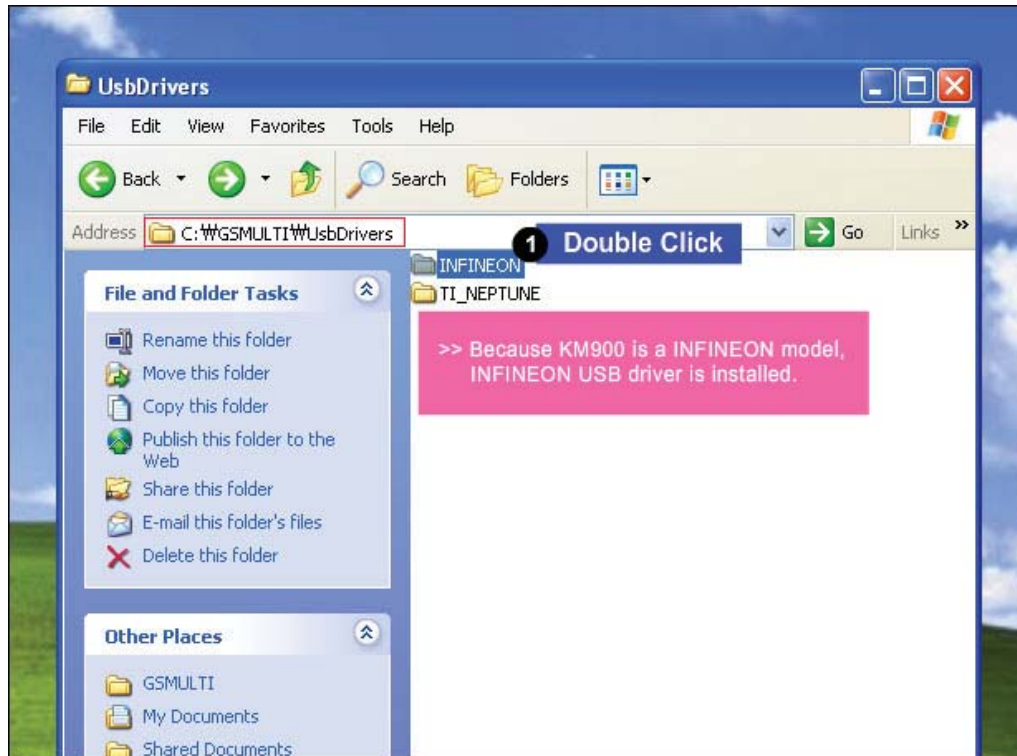 UsbDrivers
File Edit View Favorites Tools Help
Back Search Folders
Address C:₩GSMULTI₩UsbDrivers Go Links »
1 Double Click
INFINEON
TI_NEPTUNE
>> Because KM900 is a INFINEON model,
INFINEON USB driver is installed.
File and Folder Tasks
Rename this folder
Move this folder
Copy this folder
Publish this folder to the
Web
Share this folder
E-mail this folder's files
Delete this folder
Other Places
GSMULTI
My Documents
Shared Documents